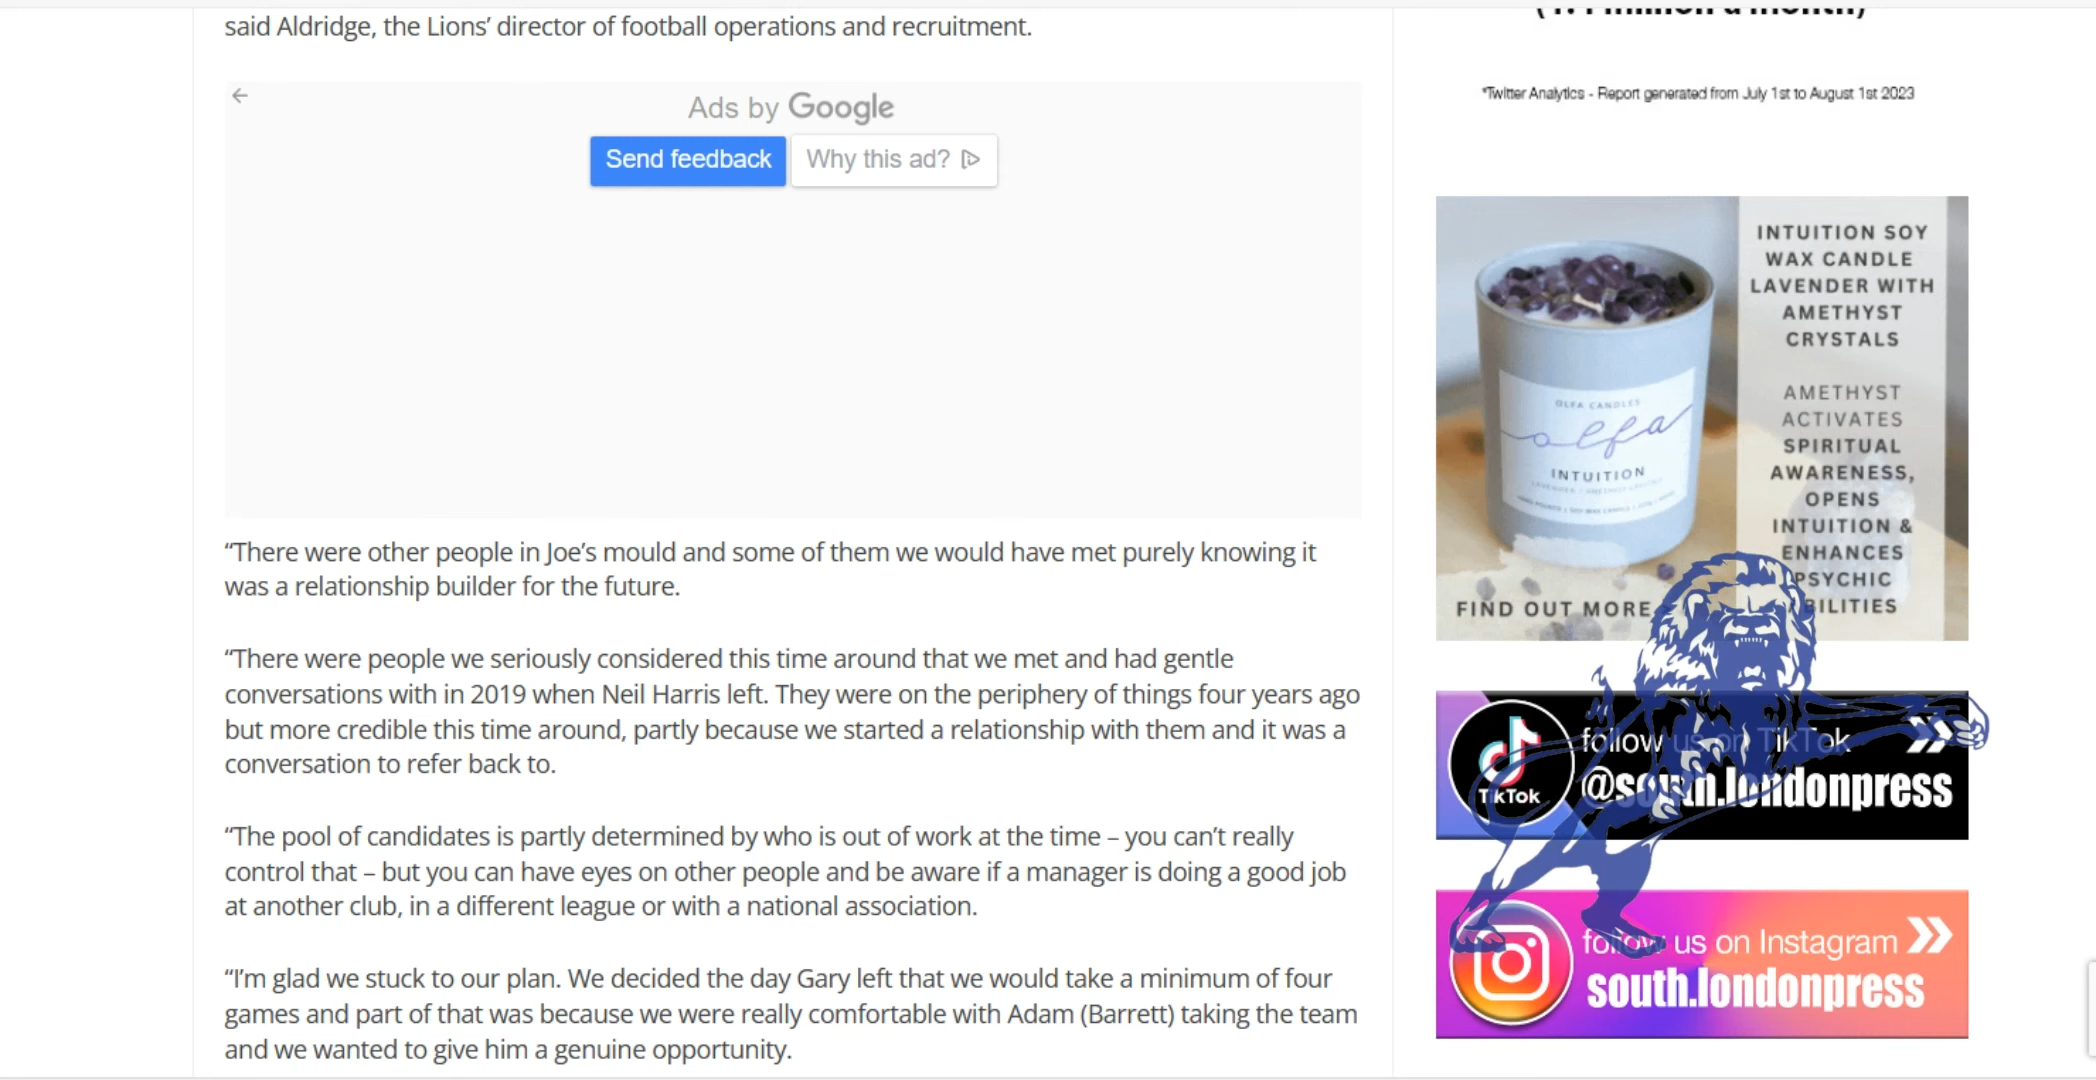 said Aldridge, the Lions’ director of football operations and recruitment.
Ads by Google
Send feedback
Why this ad?
“There were other people in Joe’s mould and some of them we would have met purely knowing it
was a relationship builder for the future.
“There were people we seriously considered this time around that we met and had gentle
conversations with in 2019 when Neil Harris left. They were on the periphery of things four years ago
but more credible this time around, partly because we started a relationship with them and it was a
conversation to refer back to.
“The pool of candidates is partly determined by who is out of work at the time – you can’t really
control that – but you can have eyes on other people and be aware if a manager is doing a good job
at another club, in a different league or with a national association.
“I’m glad we stuck to our plan. We decided the day Gary left that we would take a minimum of four
games and part of that was because we were really comfortable with Adam (Barrett) taking the team
and we wanted to give him a genuine opportunity.
*Twitter Analytics - Report generated from July 1st to August 1st 2023
INTUITION SOY
WAX CANDLE
LAVENDER WITH
AMETHYST
CRYSTALS
AMETHYST
ACTIVATES
SPIRITUAL
AWARENESS,
OPENS
INTUITION &
ENHANCES
PSYCHIC
BILITIES
OLFA CANDLES
olfa
INTUITION
FIND OUT MORE
TikTok
follow us on TikTok
@south.londonpress
follow us on Instagram
south.londonpress